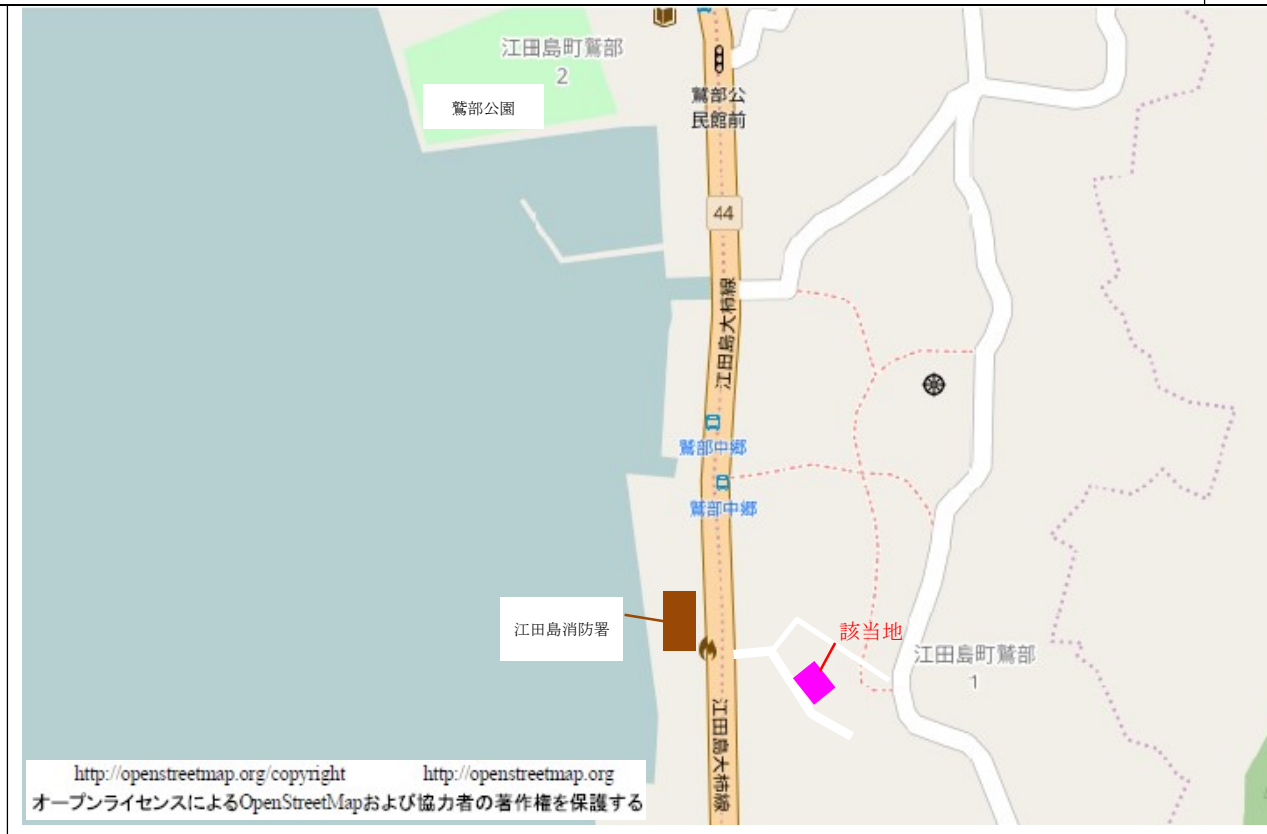 江田島町鷲部
2
鷲部公園
鷲部公
民館前
44
江田島大柿線
鷲部中郷
鷲部中郷
江田島消防署
該当地
江田島町鷲部
1
江田島大柿線
http://openstreetmap.org/copyright http://openstreetmap.org
オープンライセンスによるOpenStreetMapおよび協力者の著作権を保護する